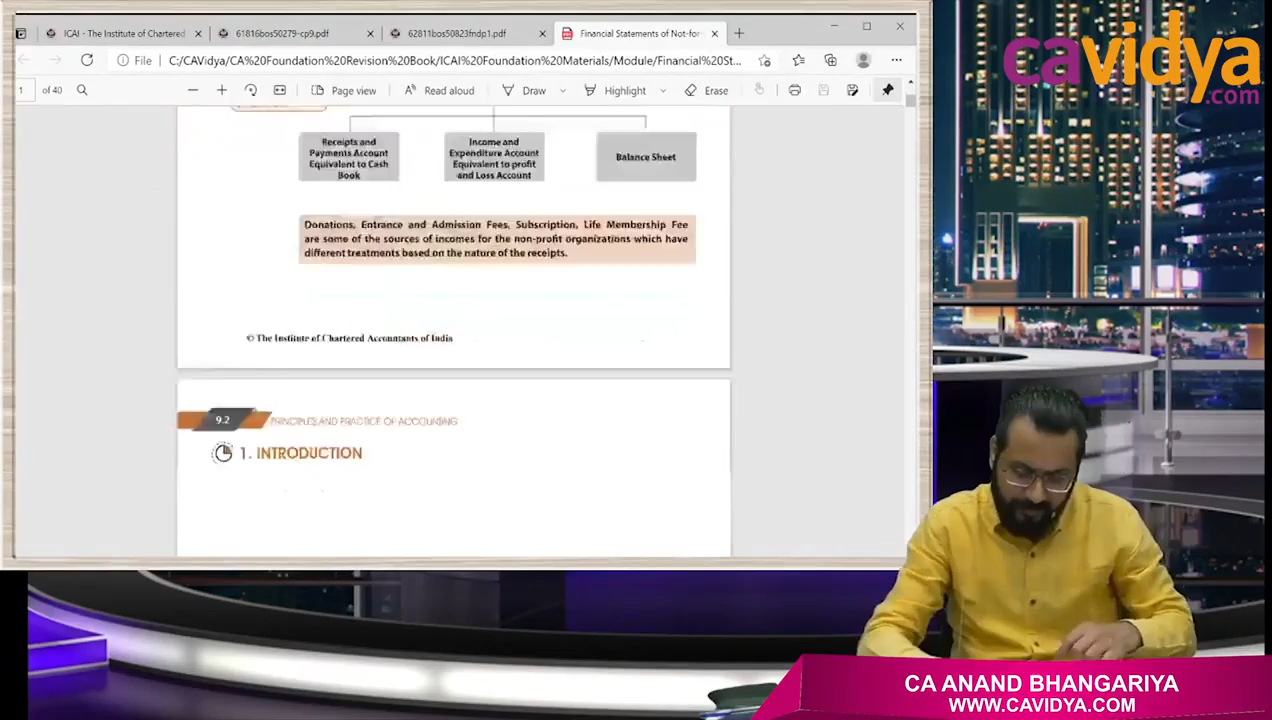 ICAI - The Institute of Chartered
61816bos50279-cp9.pdf
62811bos50823fndp1.pdf
Financial Statements of Not-for-
File
C:/CAVidya/CA%20Foundation%20Revision%20Book/ICAI%20Foundation%20Materials/Module/Financial%20St...
1 of 40
Page view
Read aloud
Draw
Highlight
Erase
Receipts and
Payments Account
Equivalent to Cash
Book
Income and
Expenditure Account
Equivalent to profit
and Loss Account
Balance Sheet
Donations, Entrance and Admission Fees, Subscription, Life Membership Fee
are some of the sources of incomes for the non-profit organizations which have
different treatments based on the nature of the receipts.
© The Institute of Chartered Accountants of India
9.2
PRINCIPLES AND PRACTICE OF ACCOUNTING
1. INTRODUCTION
cavidya
.com
CA ANAND BHANGARIYA
WWW.CAVIDYA.COM